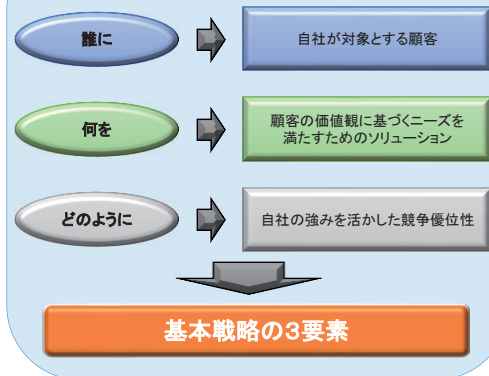 誰に
自社が対象とする顧客
何を
顧客の価値観に基づくニーズを
満たすためのソリューション
どのように
自社の強みを活かした競争優位性
基本戦略の3要素